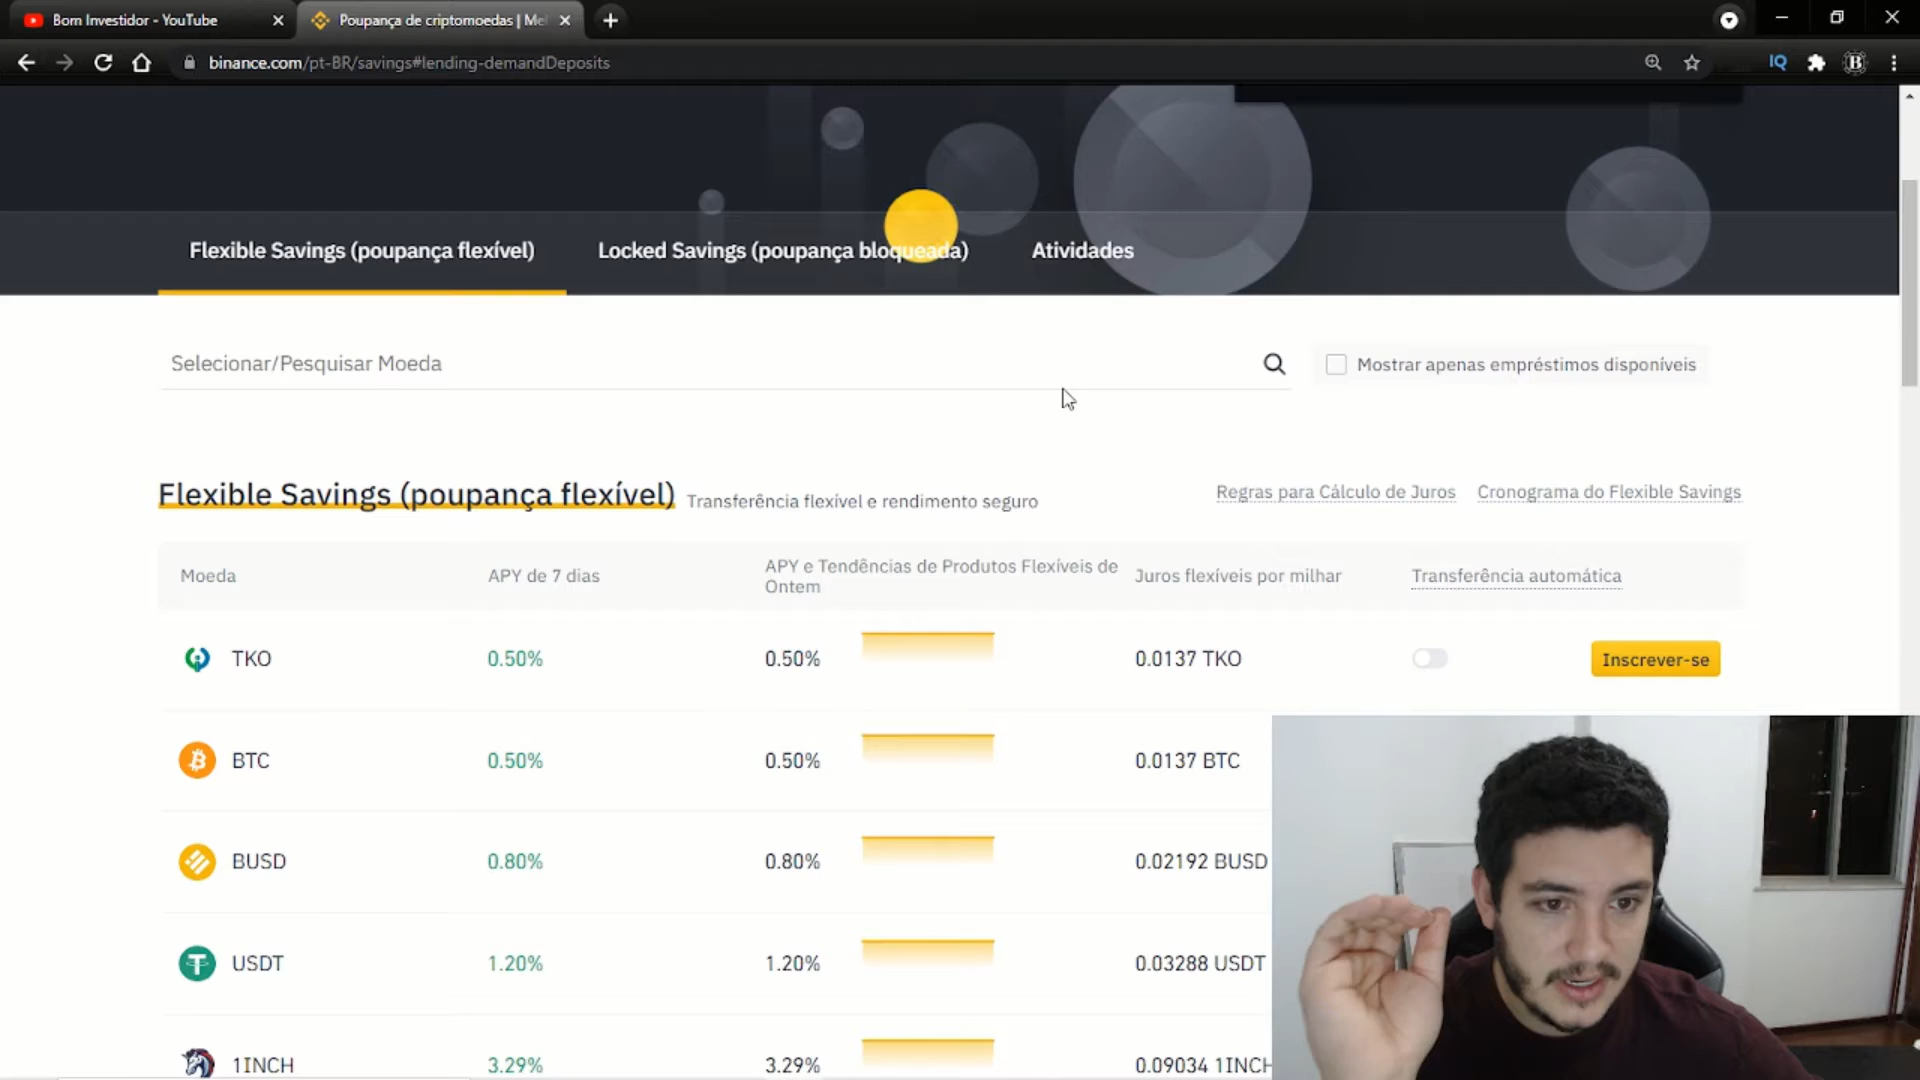 Bom Investidor - YouTube
Poupança de criptomoedas | Me
binance.com/pt-BR/savings#lending-demandDeposits
IQ
B
Flexible Savings (poupança flexível)
Locked Savings (poupança bloqueada)
Atividades
Selecionar/Pesquisar Moeda
Mostrar apenas empréstimos disponíveis
Flexible Savings (poupança flexível)
Transferência flexível e rendimento seguro
Regras para Cálculo de Juros
Cronograma do Flexible Savings
Moeda
APY de 7 dias
APY e Tendências de Produtos Flexíveis de
Ontem
Juros flexíveis por milhar
Transferência automática
TKO 0.50% 0.50% 0.0137 TKO Inscrever-se
BTC 0.50% 0.50% 0.0137 BTC
BUSD 0.80% 0.80% 0.02192 BUSD
USDT 1.20% 1.20% 0.03288 USDT
1INCH 3.29% 3.29% 0.09034 1INCH